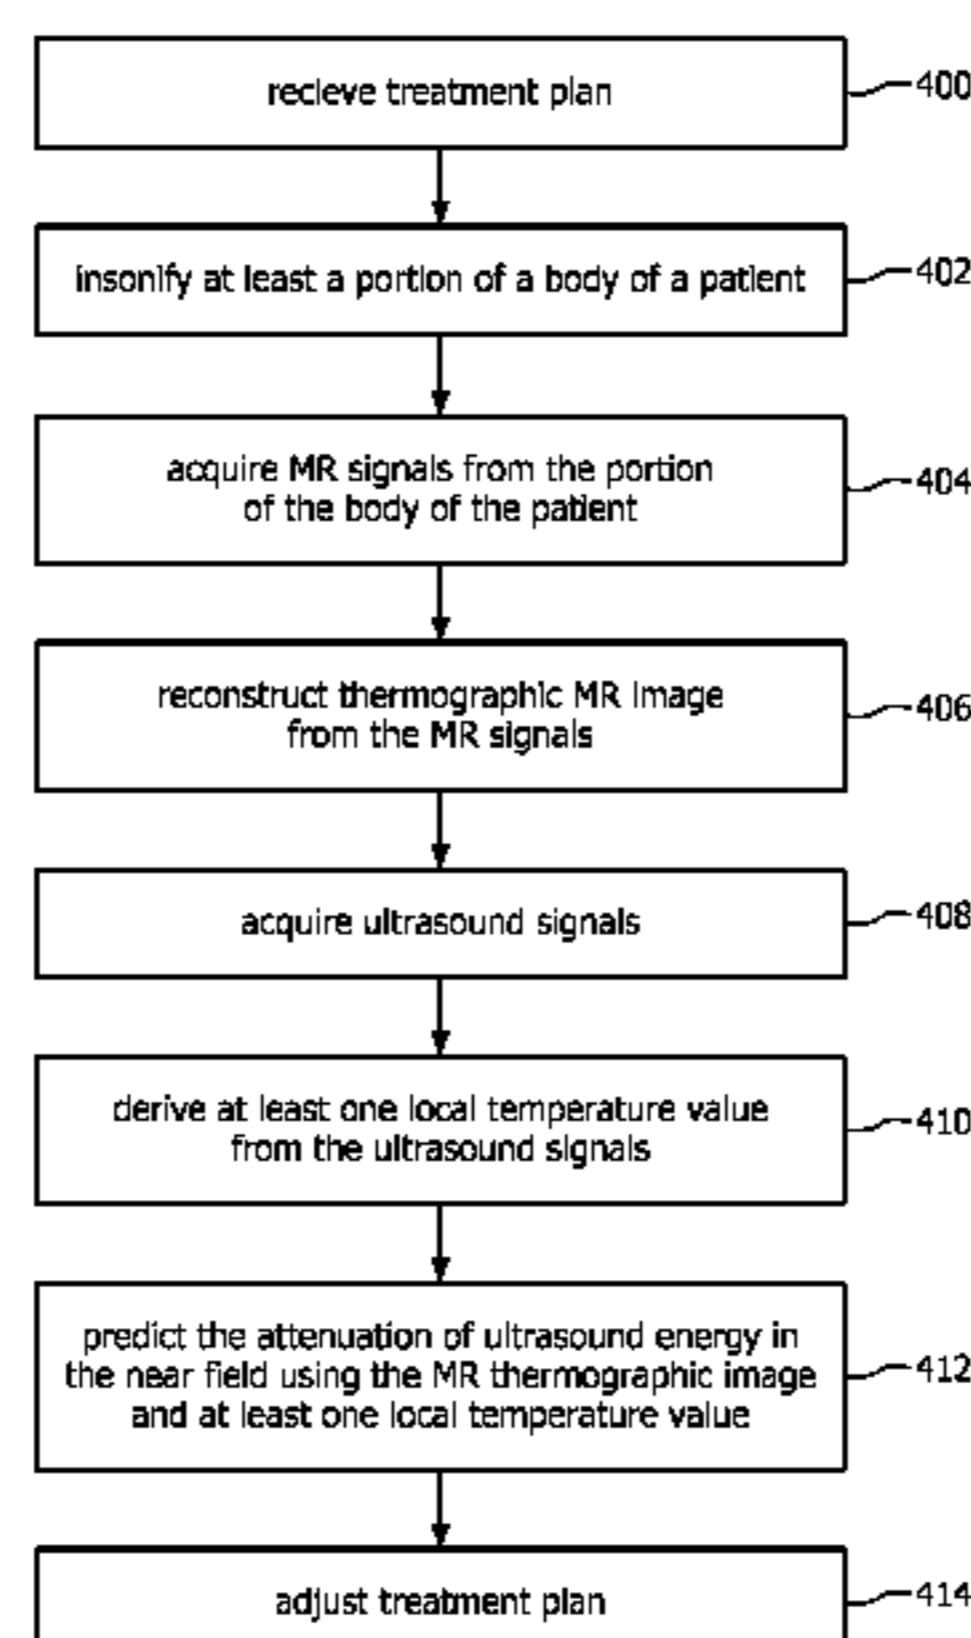 recieve treatment plan
400
insonify at least a portion of a body of a patient
402
acquire MR signals from the portion
of the body of the patient
404
reconstruct thermographic MR image
from the MR signals
406
acquire ultrasound signals
408
derive at least one local temperature value
from the ultrasound signals
410
predict the attenuation of ultrasound energy in
the near field using the MR thermographic image
and at least one local temperature value
412
adjust treatment plan
414